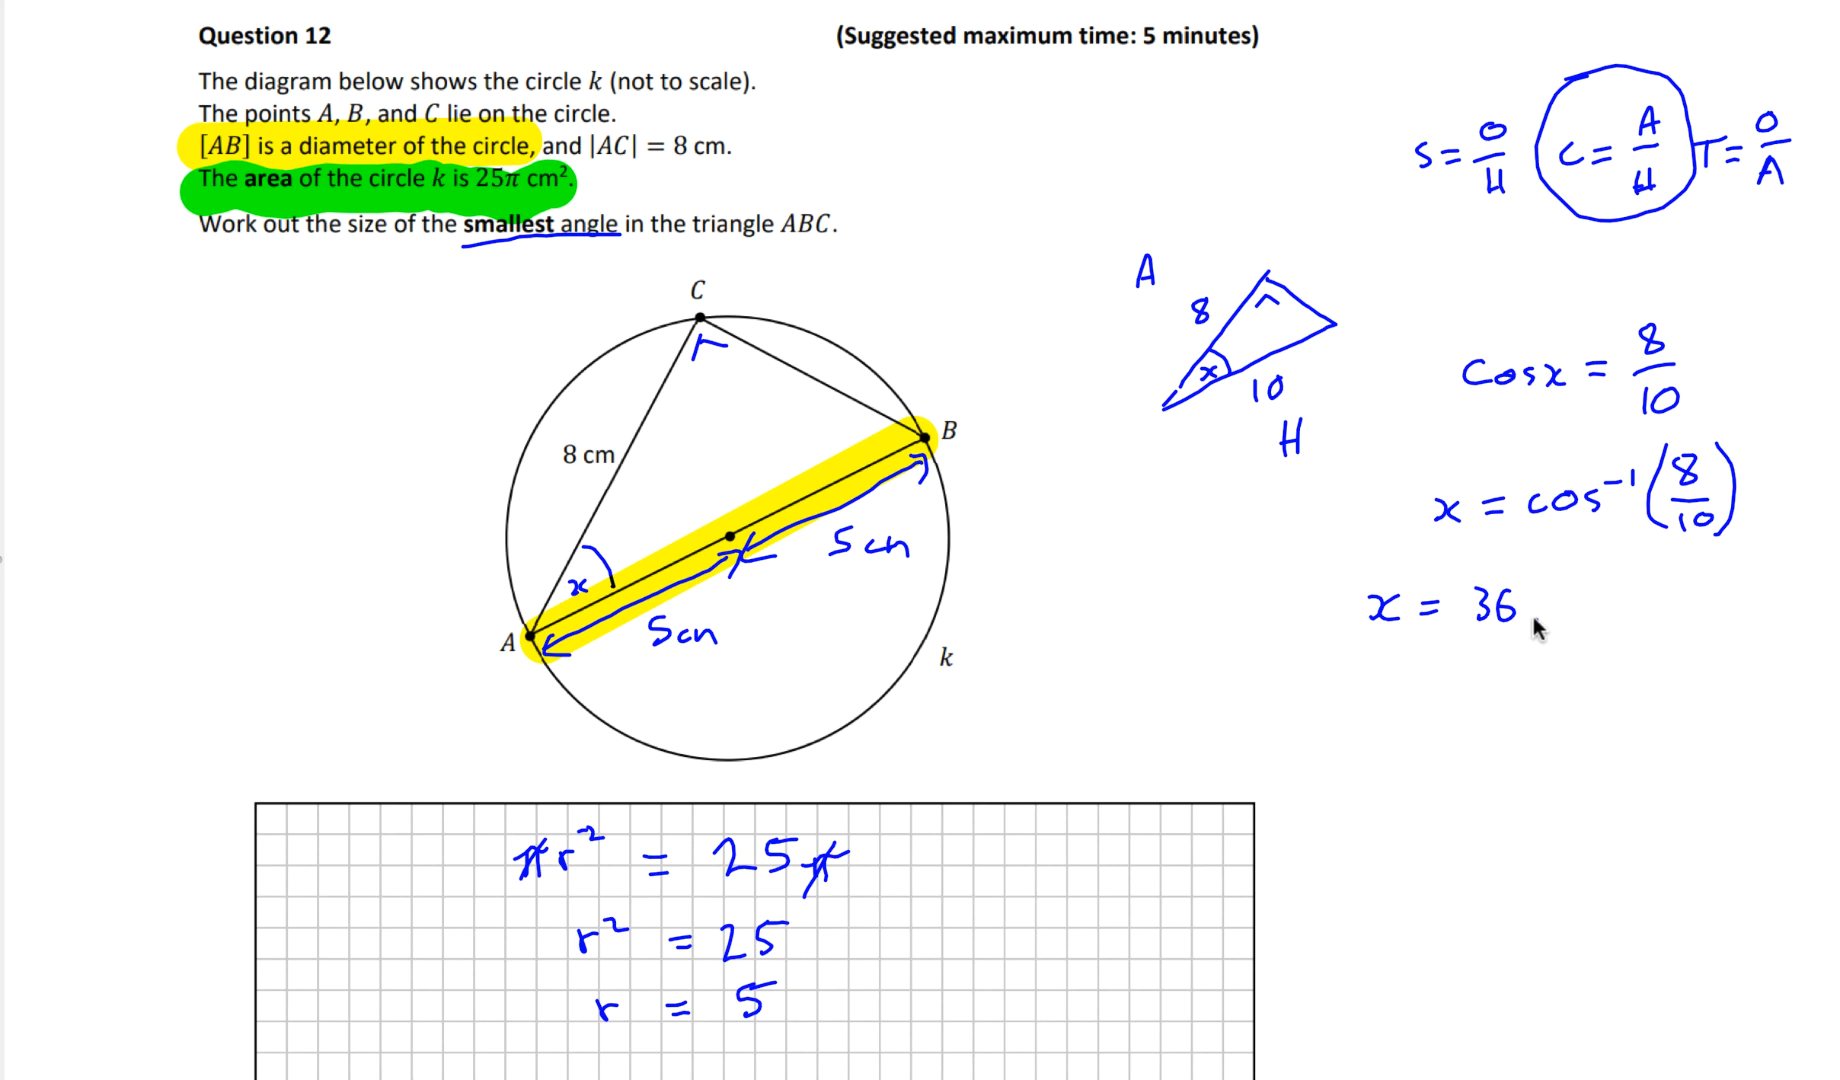 Question 12 (Suggested maximum time: 5 minutes)
The diagram below shows the circle k (not to scale).
The points A, B, and C lie on the circle.
[AB] is a diameter of the circle, and |AC| = 8 cm.
The area of the circle k is 25π cm².
Work out the size of the smallest angle in the triangle ABC.
S = O/H C = A/H T = O/A
C
8 cm
B
A
k
x
5cm
5cm
A
8
x
10
H
Cosx = 8/10
x = cos⁻¹(8/10)
x = 36
πr² = 25π
r² = 25
r = 5